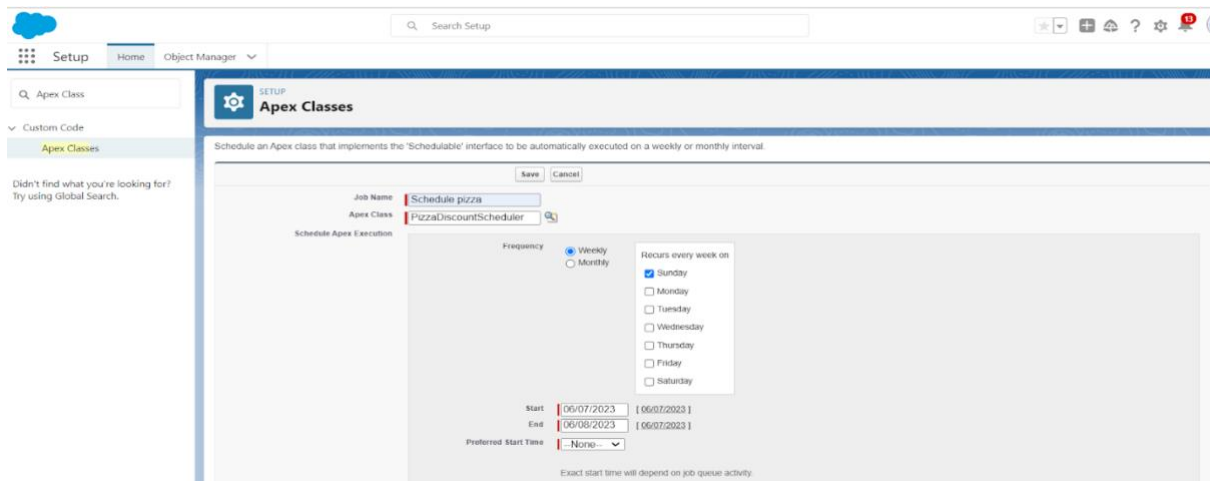 Search Setup
13
Setup
Home
Object Manager
Apex Class
Custom Code
Apex Classes
Didn't find what you're looking for?
Try using Global Search.
SETUP
Apex Classes
Schedule an Apex class that implements the 'Schedulable' interface to be automatically executed on a weekly or monthly interval.
Save Cancel
Job Name Schedule pizza
Apex Class PizzaDiscountScheduler
Schedule Apex Execution
Frequency
Weekly
Monthly
Recurs every week on
Sunday
Monday
Tuesday
Wednesday
Thursday
Friday
Saturday
Start 06/07/2023 [ 06/07/2023 ]
End 06/08/2023 [ 06/07/2023 ]
Preferred Start Time --None--
Exact start time will depend on job queue activity.